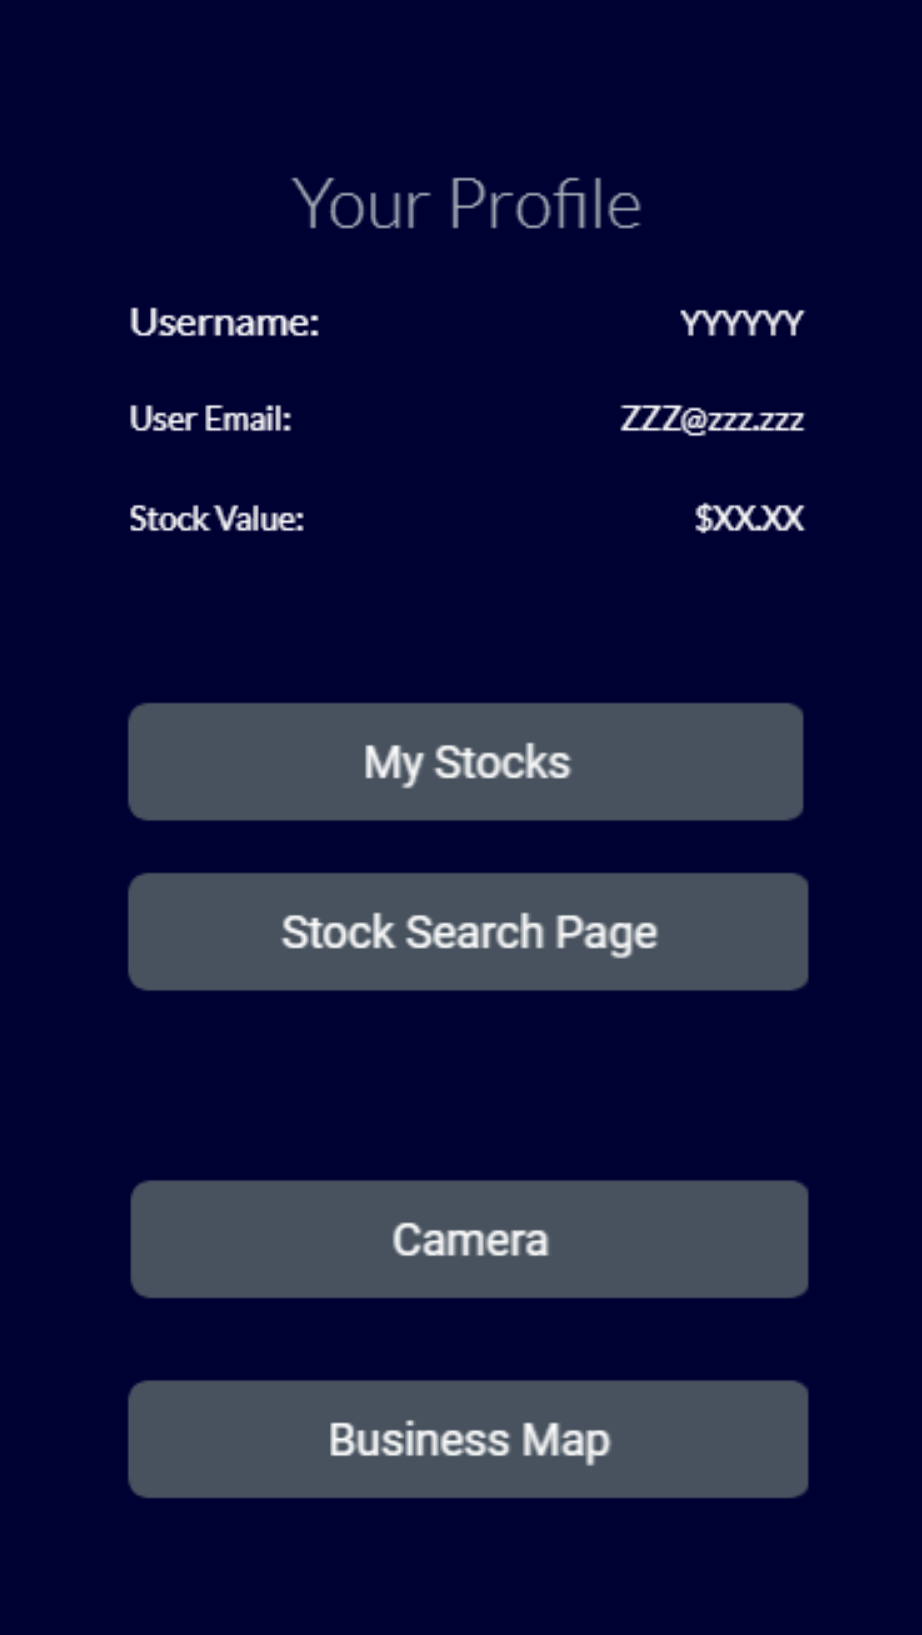 Your Profile
Username: YYYYYY
User Email: ZZZ@zzz.zzz
Stock Value: $XX.XX
My Stocks
Stock Search Page
Camera
Business Map